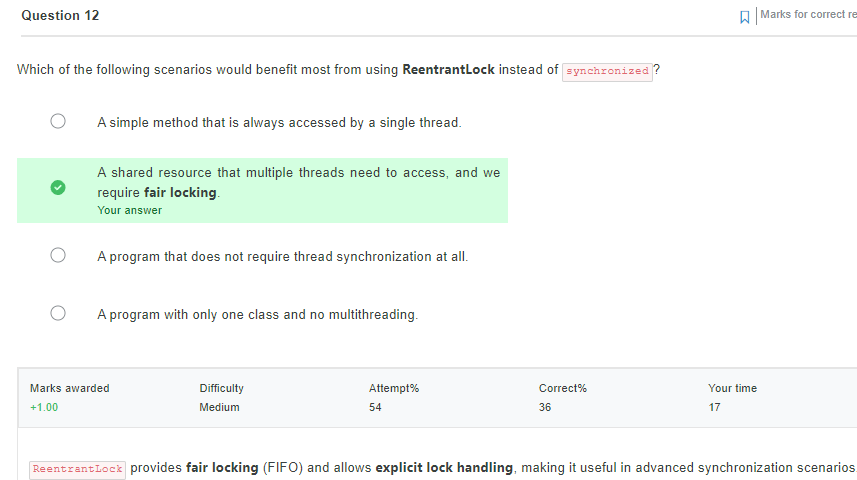 Question 12
Marks for correct re
Which of the following scenarios would benefit most from using ReentrantLock instead of synchronized?
A simple method that is always accessed by a single thread.
A shared resource that multiple threads need to access, and we
require fair locking.
Your answer
A program that does not require thread synchronization at all.
A program with only one class and no multithreading.
Marks awarded Difficulty Attempt% Correct% Your time
+1.00 Medium 54 36 17
ReentrantLock provides fair locking (FIFO) and allows explicit lock handling, making it useful in advanced synchronization scenarios